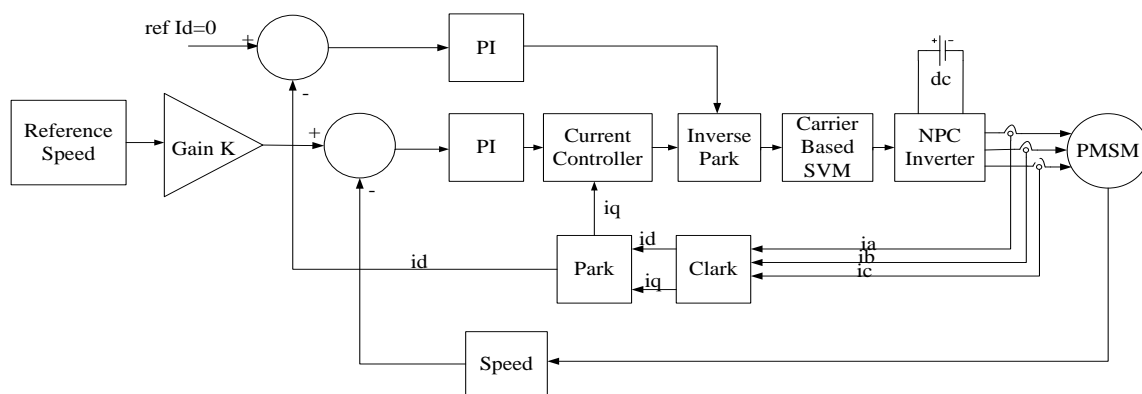 ref Id=0
+
-
PI
+ -
dc
Reference
Speed
Gain K
+
-
PI
Current
Controller
Inverse
Park
Carrier
Based
SVM
NPC
Inverter
PMSM
iq
id
Park
id
iq
Clark
ia
ib
ic
Speed